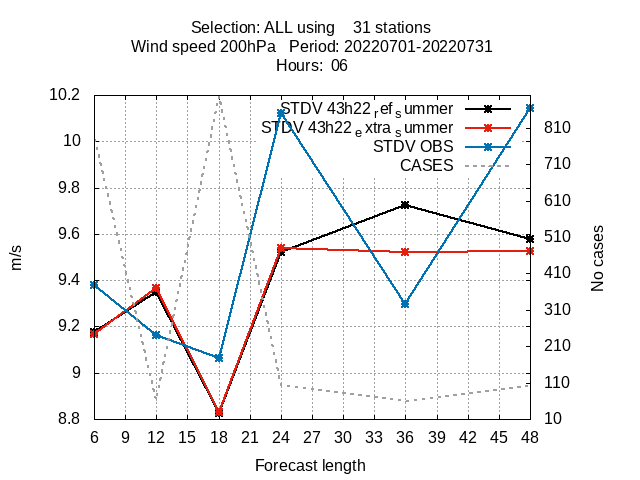 Selection: ALL using    31 stations
Wind speed 200hPa   Period: 20220701-20220731
Hours:  06
STDV 43h22 ref summer
STDV 43h22 extra summer
STDV OBS
CASES
10.2
10
9.8
9.6
9.4
9.2
9
8.8
m/s
810
710
610
510
410
310
210
110
10
No cases
6 9 12 15 18 21 24 27 30 33 36 39 42 45 48
Forecast length